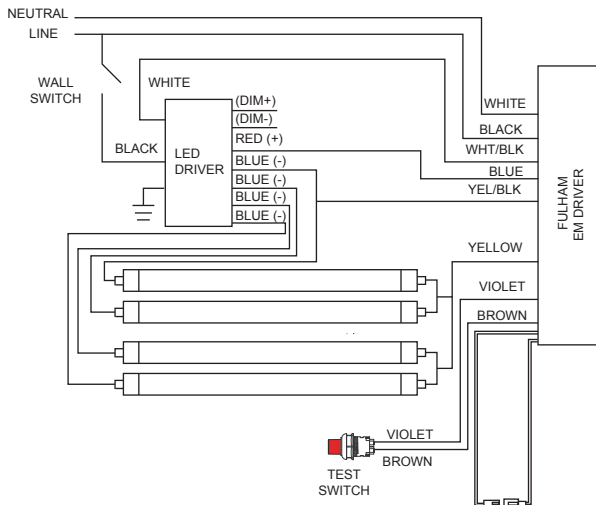 NEUTRAL
LINE
WALL
SWITCH
WHITE
BLACK
LED
DRIVER
(DIM+)
(DIM-)
RED (+)
BLUE (-)
BLUE (-)
BLUE (-)
BLUE (-)
WHITE
BLACK
WHT/BLK
BLUE
YEL/BLK
YELLOW
VIOLET
BROWN
FULHAM
EM DRIVER
VIOLET
BROWN
TEST
SWITCH